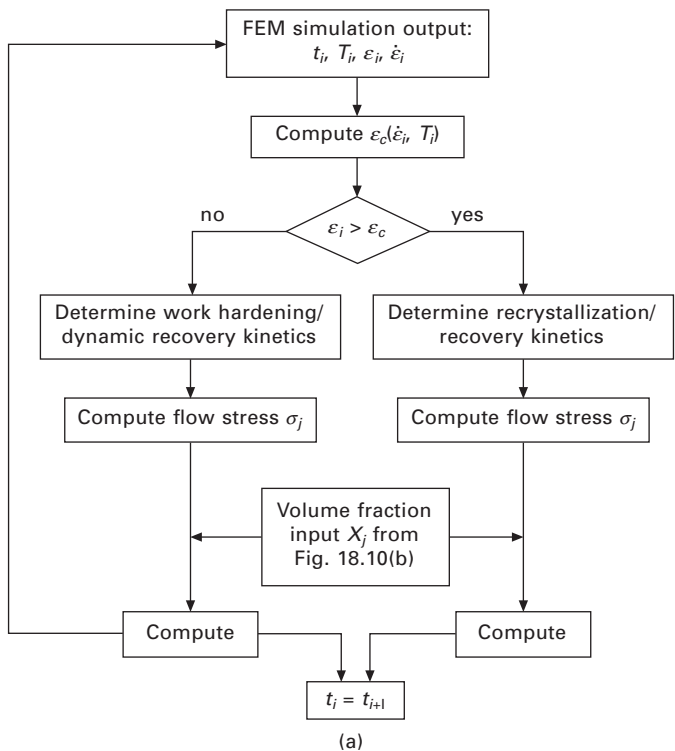 FEM simulation output:
tᵢ, Tᵢ, εᵢ, ε̇ᵢ
Compute ε꜀(ε̇ᵢ, Tᵢ)
no
εᵢ > ε꜀
yes
Determine work hardening/
dynamic recovery kinetics
Determine recrystallization/
recovery kinetics
Compute flow stress σⱼ
Compute flow stress σⱼ
Volume fraction
input Xⱼ from
Fig. 18.10(b)
Compute
Compute
tᵢ = tᵢ₊ₗ
(a)